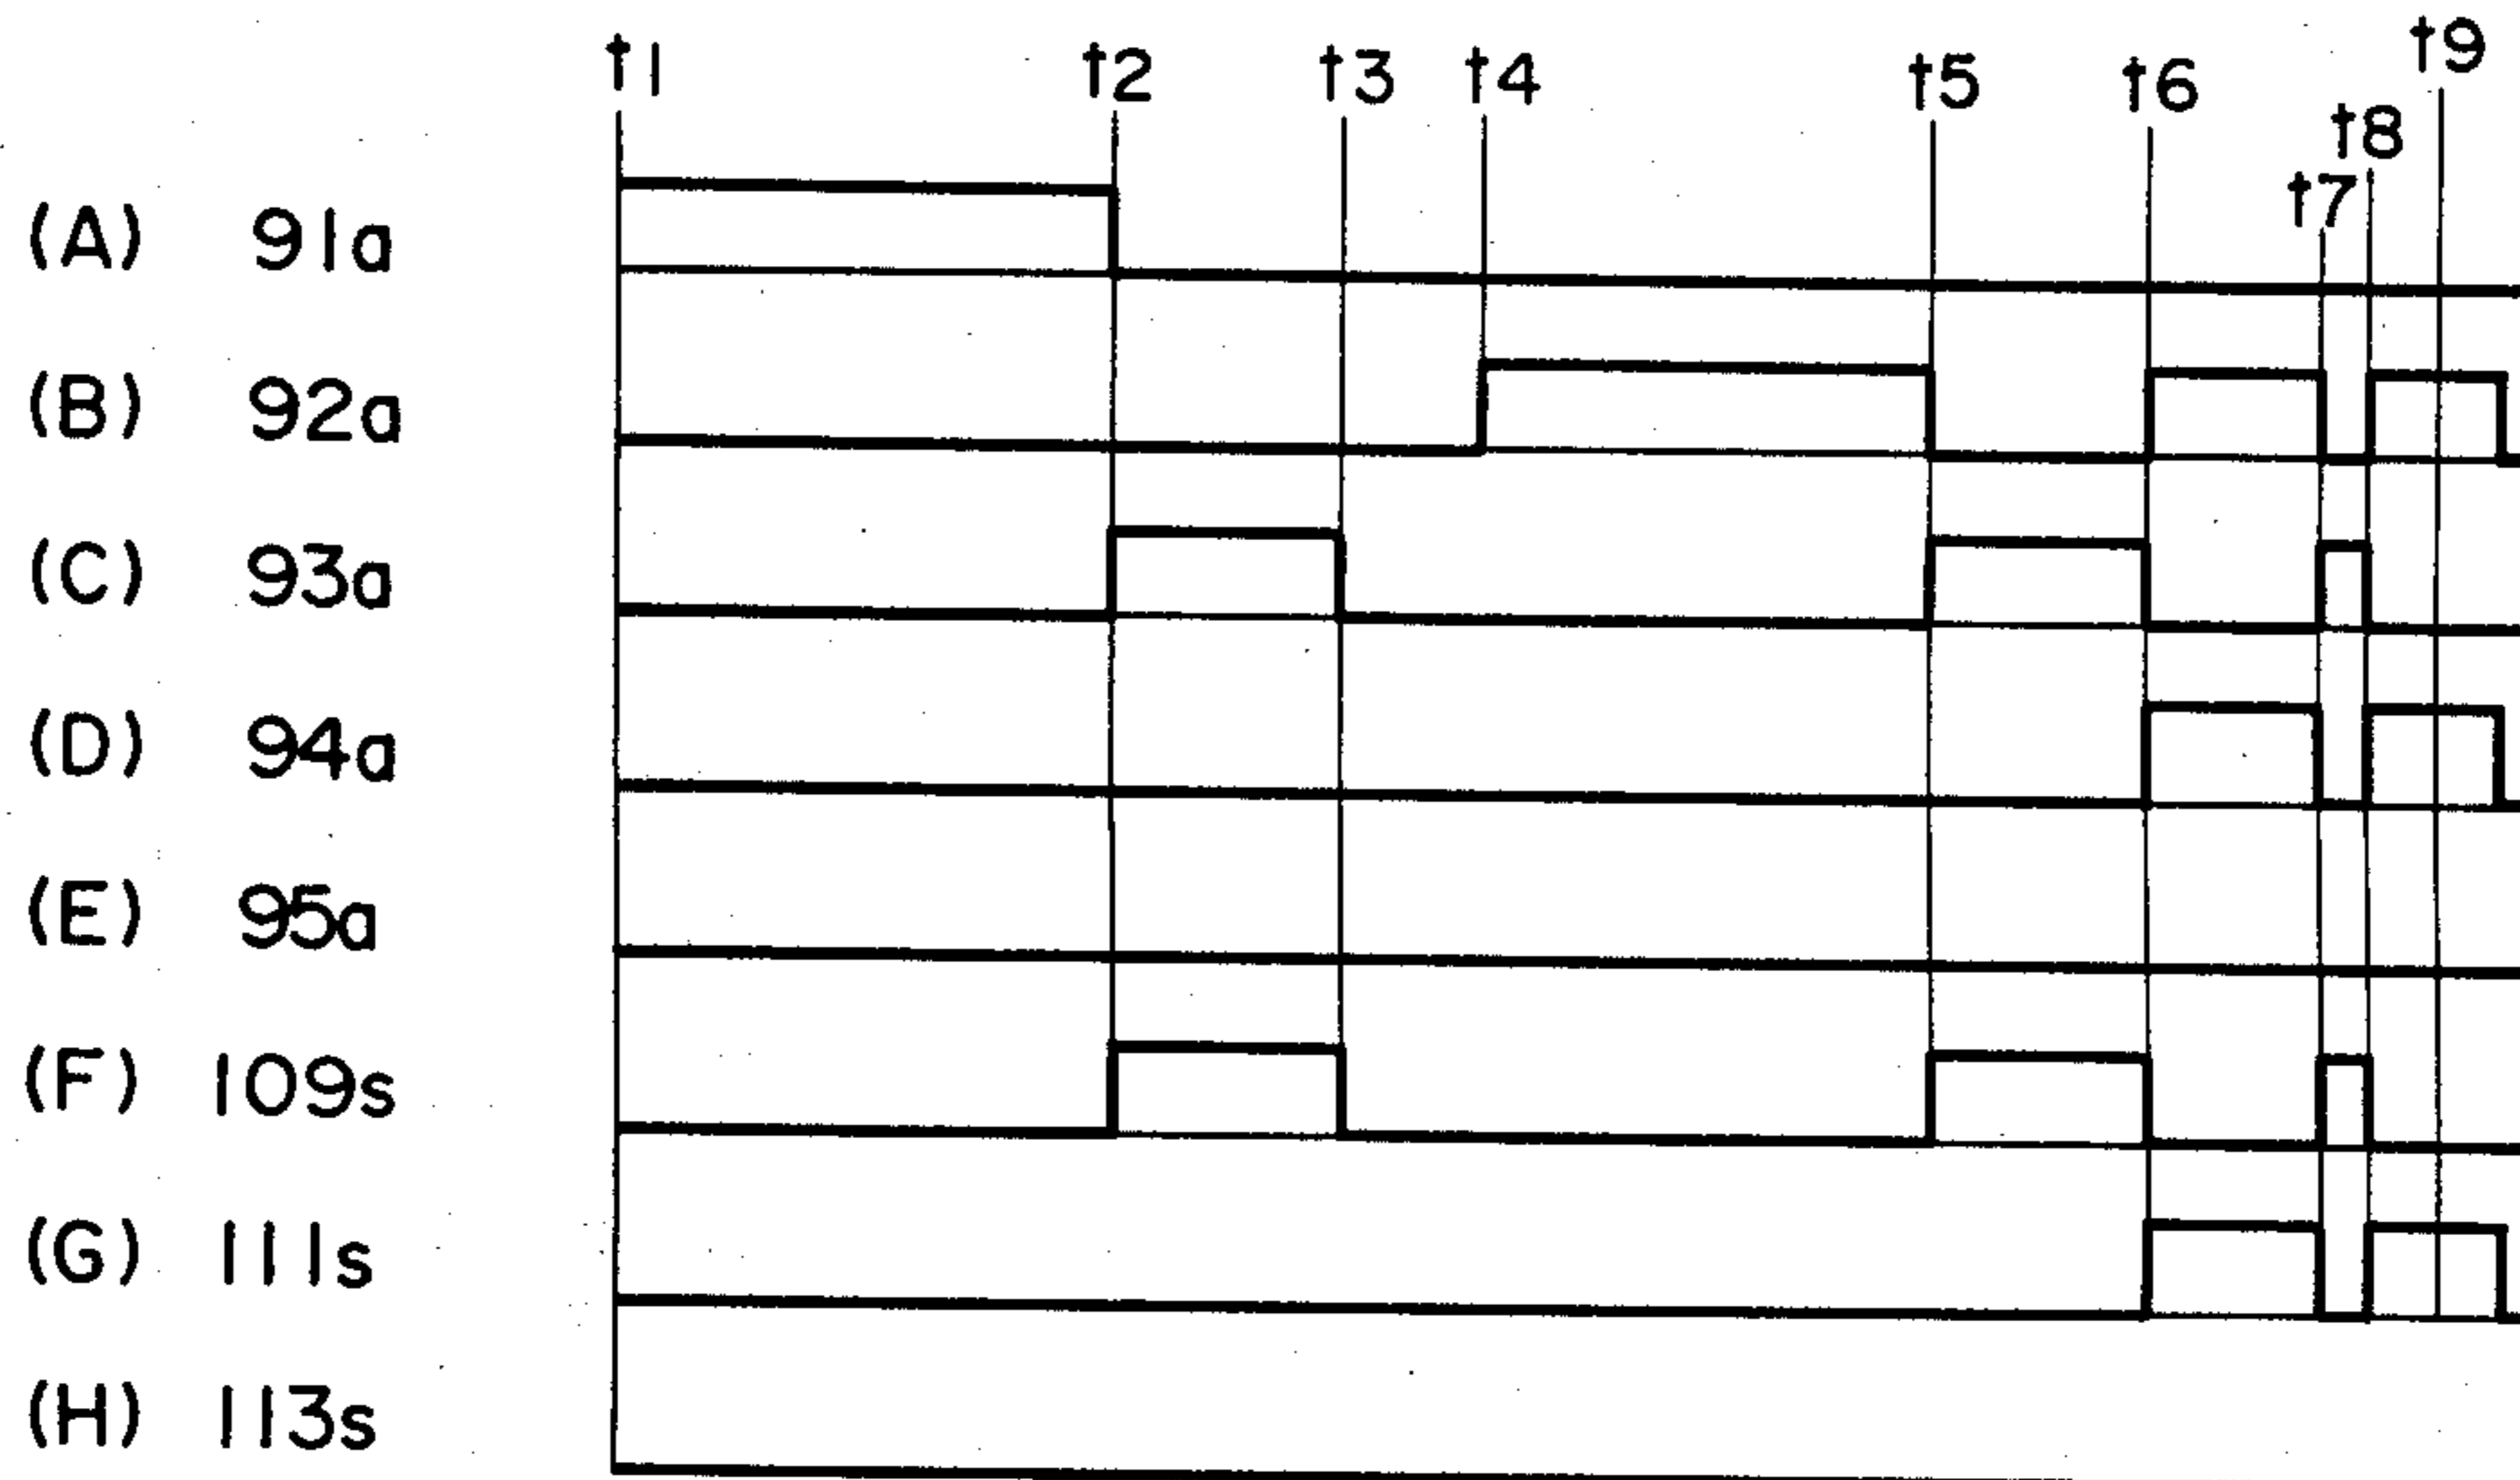 t1 t2 t3 t4 t5 t6 t7 t8 t9
(A) 91a
(B) 92a
(C) 93a
(D) 94a
(E) 95a
(F) 109s
(G) 111s
(H) 113s